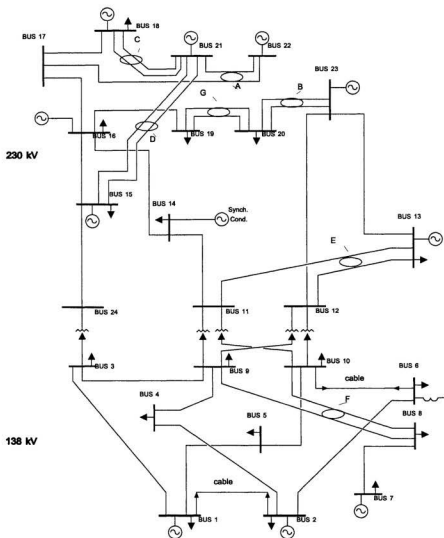 BUS 18
BUS 17
BUS 21
BUS 22
C
BUS 23
A
G
B
BUS 16
BUS 19
BUS 20
D
230 kV
BUS 15
BUS 14
Synch.
Cond.
BUS 13
E
BUS 24
BUS 11
BUS 12
BUS 3
BUS 9
BUS 10
BUS 6
cable
BUS 4
F
BUS 5
BUS 8
138 kV
cable
BUS 7
BUS 1
BUS 2